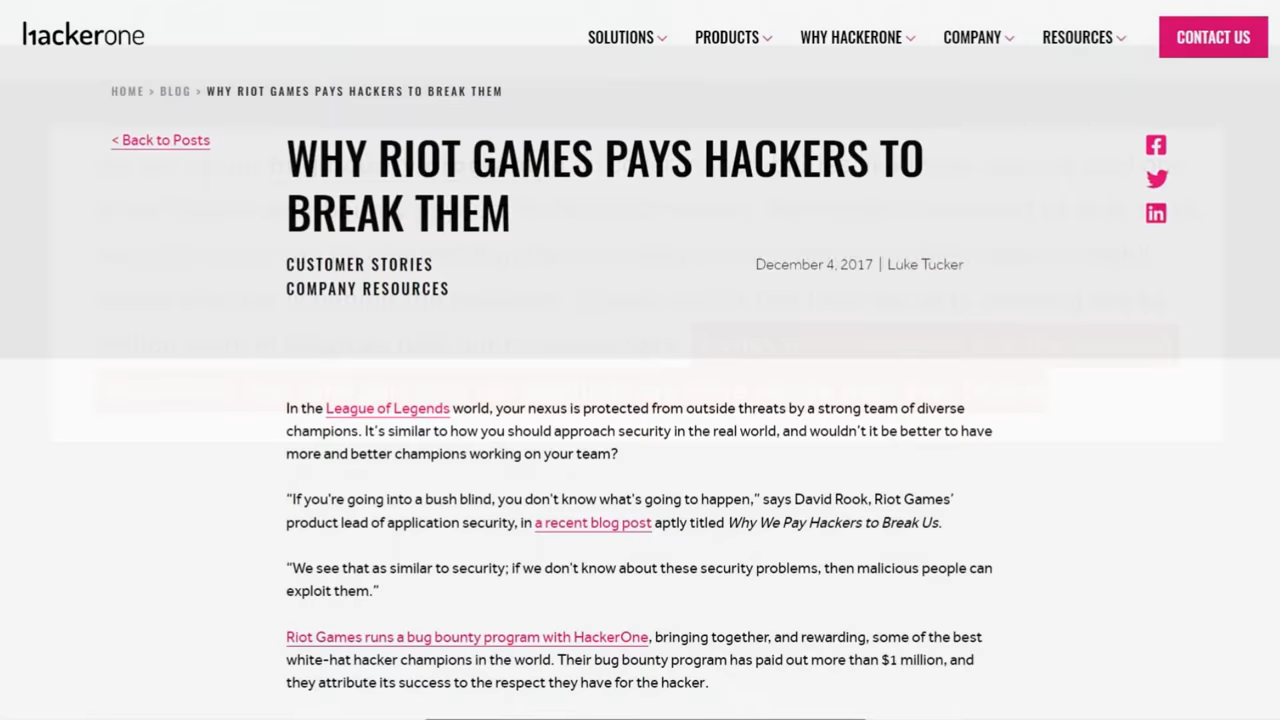 hackerone
SOLUTIONS PRODUCTS WHY HACKERONE COMPANY RESOURCES CONTACT US
HOME > BLOG > WHY RIOT GAMES PAYS HACKERS TO BREAK THEM
< Back to Posts
WHY RIOT GAMES PAYS HACKERS TO
BREAK THEM
CUSTOMER STORIES
COMPANY RESOURCES
December 4, 2017 | Luke Tucker
In the League of Legends world, your nexus is protected from outside threats by a strong team of diverse
champions. It's similar to how you should approach security in the real world, and wouldn't it be better to have
more and better champions working on your team?
“If you're going into a bush blind, you don't know what's going to happen,” says David Rook, Riot Games'
product lead of application security, in a recent blog post aptly titled Why We Pay Hackers to Break Us.
“We see that as similar to security; if we don't know about these security problems, then malicious people can
exploit them.”
Riot Games runs a bug bounty program with HackerOne, bringing together, and rewarding, some of the best
white-hat hacker champions in the world. Their bug bounty program has paid out more than $1 million, and
they attribute its success to the respect they have for the hacker.